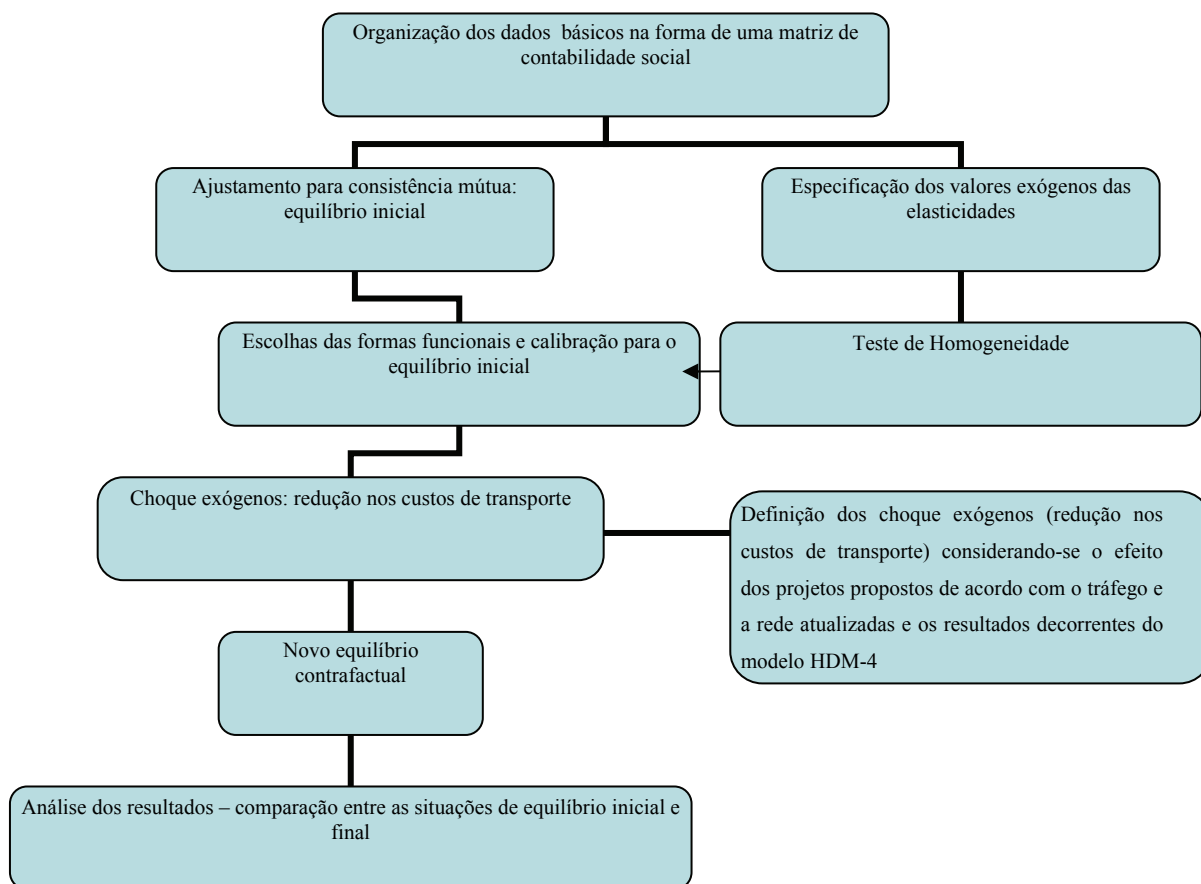 Organização dos dados básicos na forma de uma matriz de
contabilidade social
Ajustamento para consistência mútua:
equilíbrio inicial
Especificação dos valores exógenos das
elasticidades
Escolhas das formas funcionais e calibração para o
equilíbrio inicial
Teste de Homogeneidade
Choque exógenos: redução nos custos de transporte
Definição dos choque exógenos (redução nos
custos de transporte) considerando-se o efeito
dos projetos propostos de acordo com o tráfego e
a rede atualizadas e os resultados decorrentes do
modelo HDM-4
Novo equilíbrio
contrafactual
Análise dos resultados – comparação entre as situações de equilíbrio inicial e
final